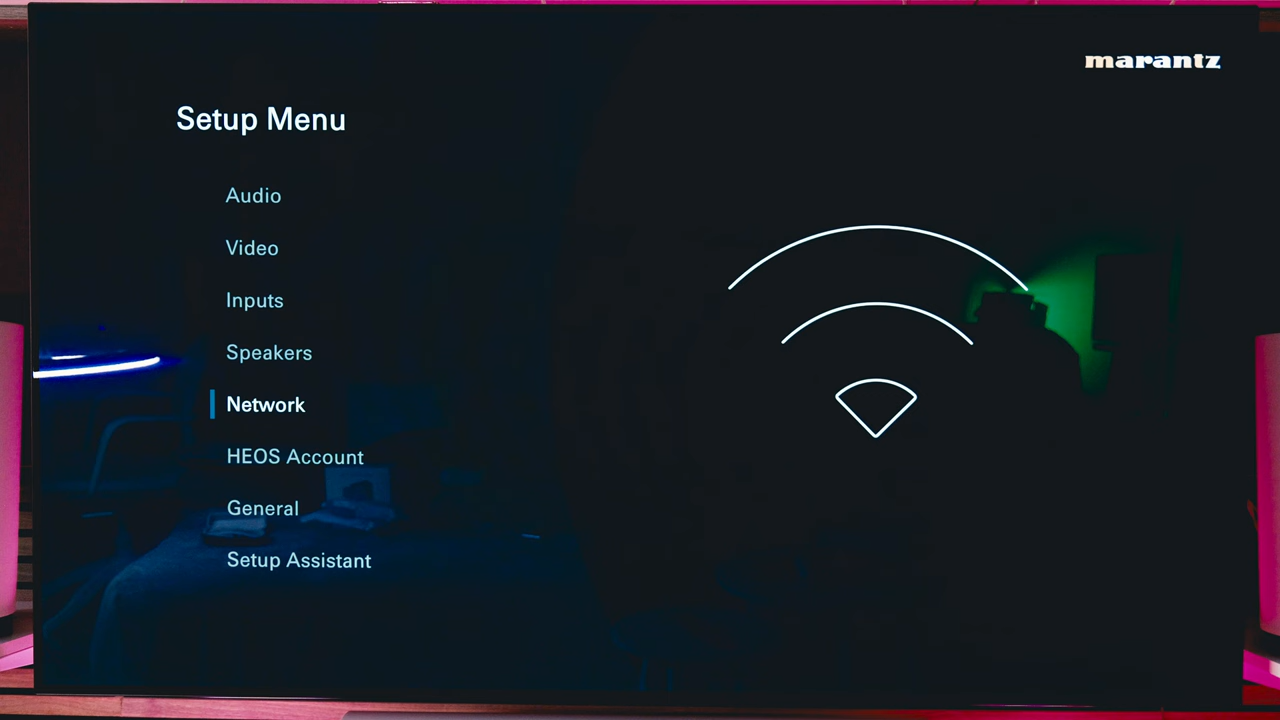 marantz
Setup Menu
Audio
Video
Inputs
Speakers
Network
HEOS Account
General
Setup Assistant